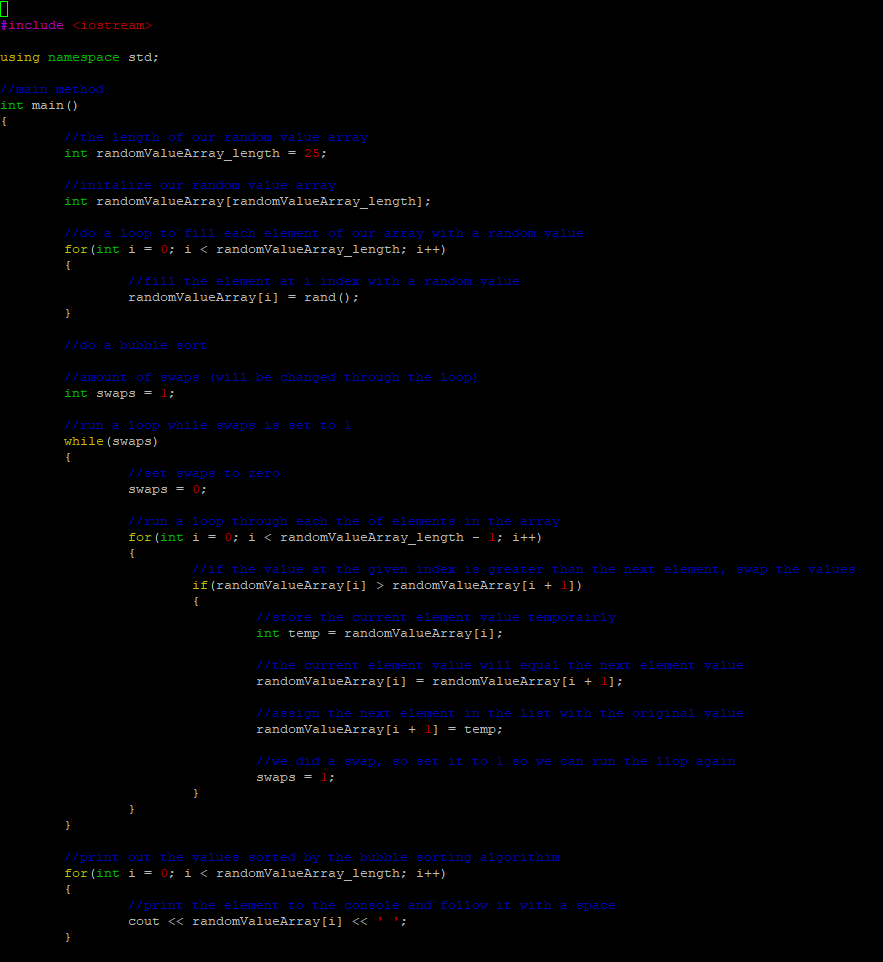 #include <iostream>
using namespace std;
//main method
int main()
{
//the length of our random value array
int randomValueArray_length = 25;
//initalize our random value array
int randomValueArray[randomValueArray_length];
//do a loop to fill each element of our array with a random value
for(int i = 0; i < randomValueArray_length; i++)
{
//fill the element at i index with a random value
randomValueArray[i] = rand();
}
//do a bubble sort
//amount of swaps (will be changed through the loop)
int swaps = 1;
//run a loop while swaps is set to 1
while(swaps)
{
//set swaps to zero
swaps = 0;
//run a loop through each the of elements in the array
for(int i = 0; i < randomValueArray_length - 1; i++)
{
//if the value at the given index is greater than the next element, swap the values
if(randomValueArray[i] > randomValueArray[i + 1])
{
//store the current element value temporairly
int temp = randomValueArray[i];
//the current element value will equal the next element value
randomValueArray[i] = randomValueArray[i + 1];
//assign the next element in the list with the original value
randomValueArray[i + 1] = temp;
//we did a swap, so set it to 1 so we can run the llop again
swaps = 1;
}
}
}
//print out the values sorted by the bubble sorting algorithim
for(int i = 0; i < randomValueArray_length; i++)
{
//print the element to the console and follow it with a space
cout << randomValueArray[i] << ' ';
}